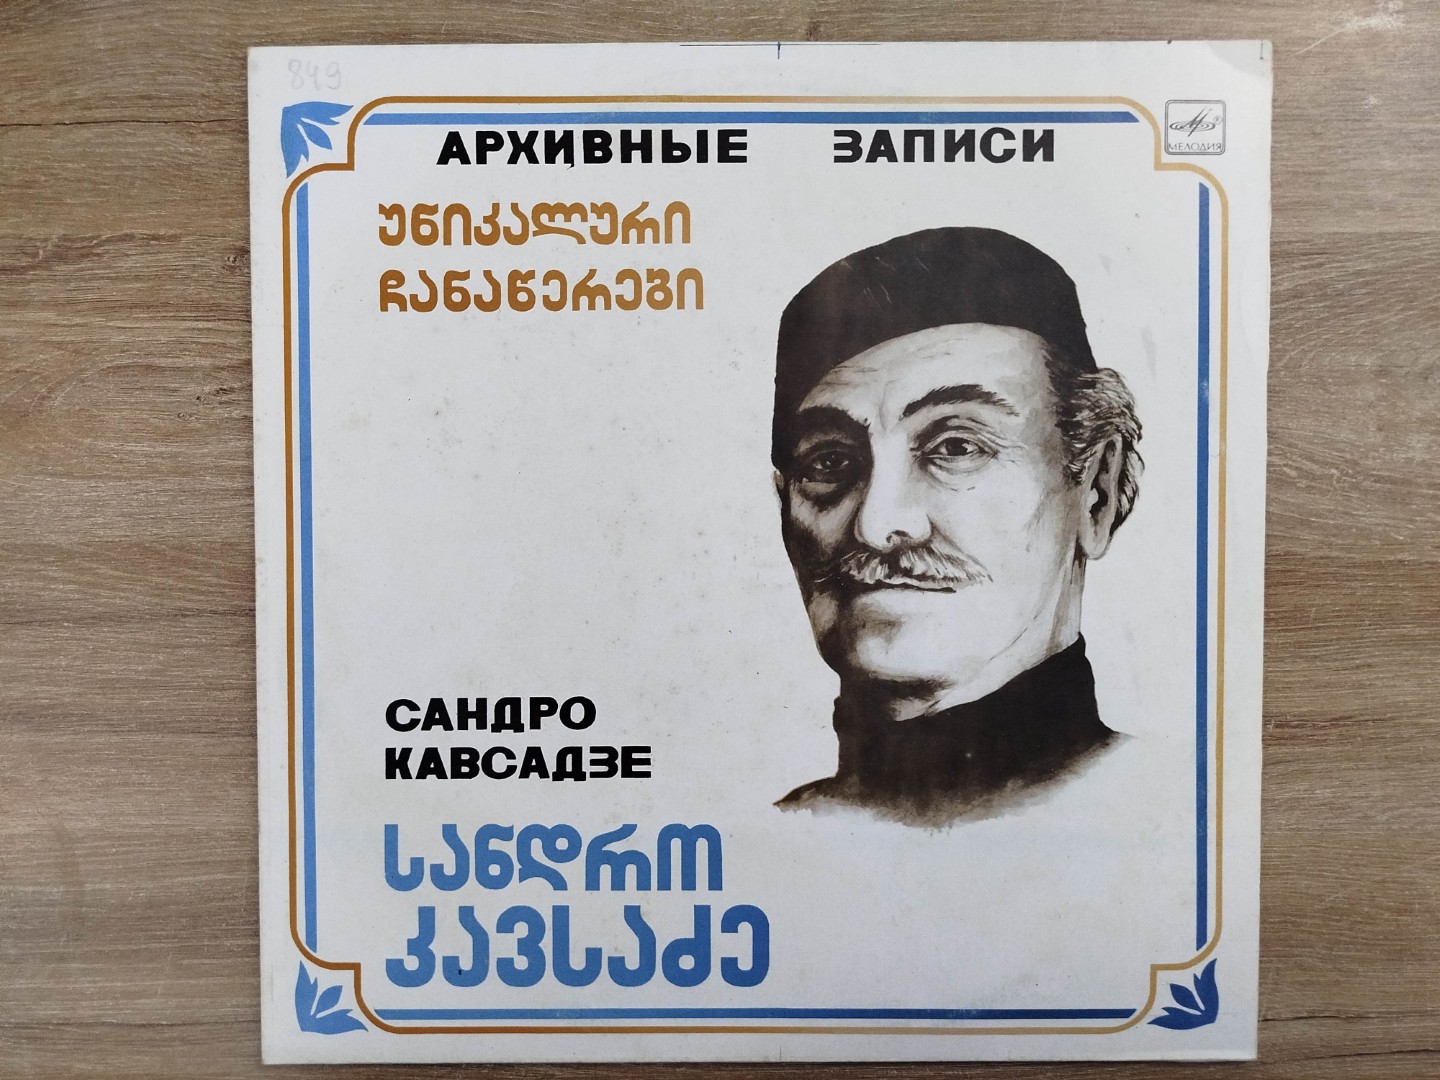 849
АРХИВНЫЕ ЗАПИСИ
МЕЛОДИЯ
უნიკალური
ჩანაწერები
САНДРО
КАВСАДЗЕ
სანდრო
კავსაძე